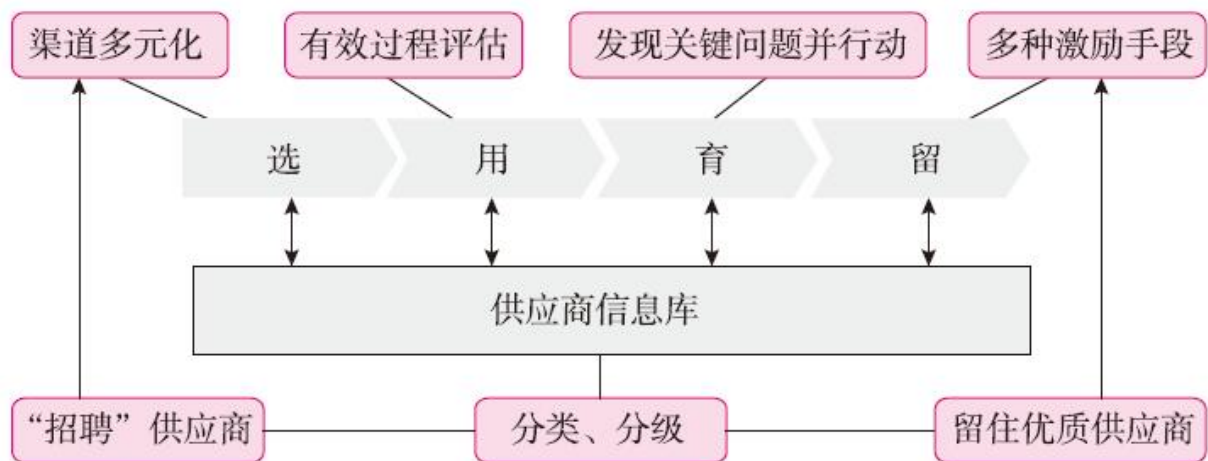 渠道多元化
有效过程评估
发现关键问题并行动
多种激励手段
选
用
育
留
供应商信息库
“招聘”供应商
分类、分级
留住优质供应商